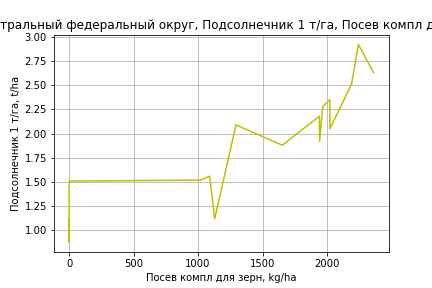 тральный федеральный округ, Подсолнечник 1 т/га, Посев компл д
3.00
2.75
2.50
2.25
2.00
1.75
1.50
1.25
1.00
Подсолнечник 1 т/га, t/ha
0 500 1000 1500 2000
Посев компл для зерн, kg/ha